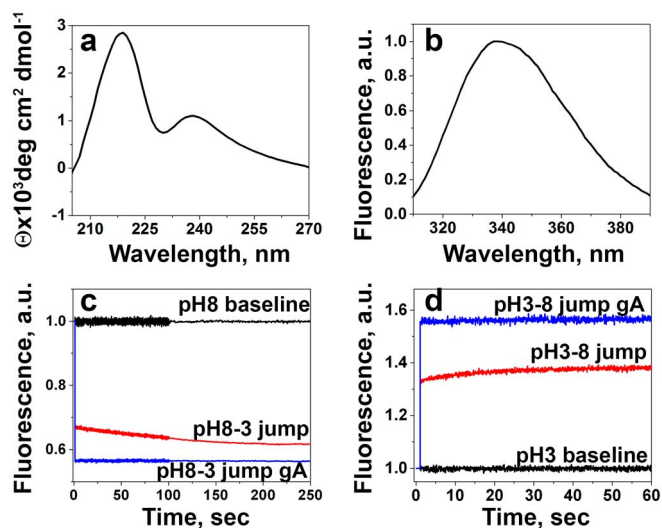 a
Θx10³deg cm² dmol⁻¹
3
2
1
0
-1
210 225 240 255 270
Wavelength, nm
b
Fluorescence, a.u.
1.0
0.8
0.6
0.4
0.2
0.0
320 340 360 380
Wavelength, nm
c
Fluorescence, a.u.
1.0
0.8
0.6
pH8 baseline
pH8-3 jump
pH8-3 jump gA
0 50 100 150 200 250
Time, sec
d
Fluorescence, a.u.
1.6
1.4
1.2
1.0
pH3-8 jump gA
pH3-8 jump
pH3 baseline
0 10 20 30 40 50 60
Time, sec